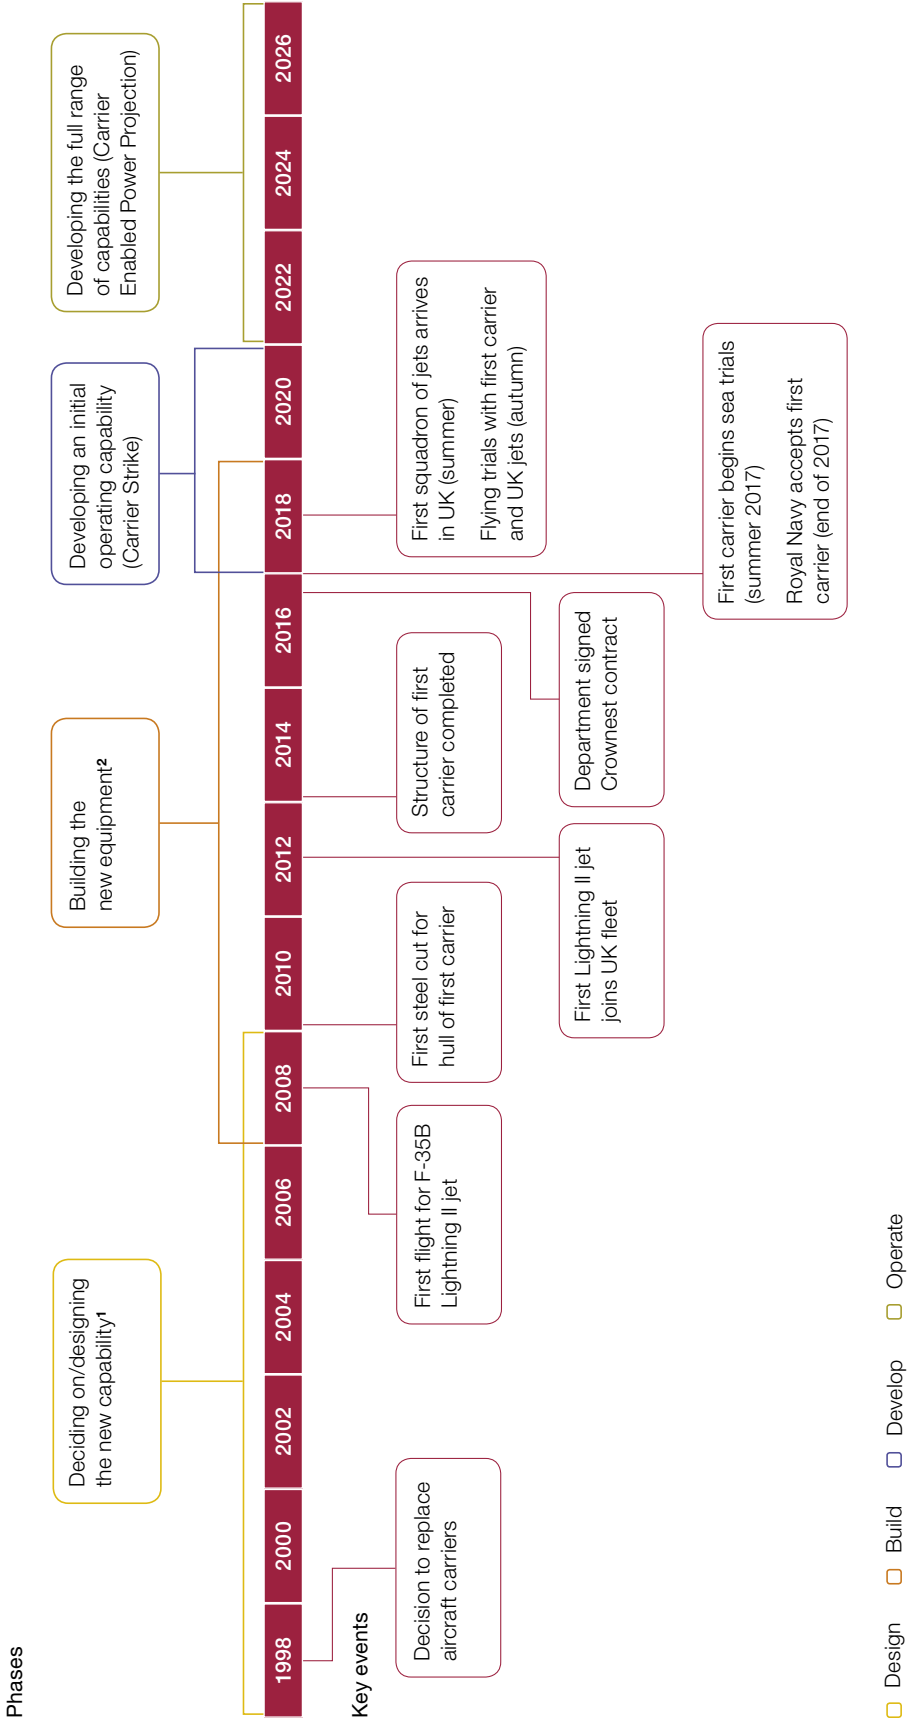 Phases
Deciding on/designing
the new capability¹
Building the
new equipment²
Developing an initial
operating capability
(Carrier Strike)
Developing the full range
of capabilities (Carrier
Enabled Power Projection)
1998
2000
2002
2004
2006
2008
2010
2012
2014
2016
2018
2020
2022
2024
2026
Key events
Decision to replace
aircraft carriers
First flight for F-35B
Lightning II jet
First steel cut for
hull of first carrier
First Lightning II jet
joins UK fleet
Structure of first
carrier completed
Department signed
Crownest contract
First carrier begins sea trials
(summer 2017)
Royal Navy accepts first
carrier (end of 2017)
First squadron of jets arrives
in UK (summer)
Flying trials with first carrier
and UK jets (autumn)
Design
Build
Develop
Operate